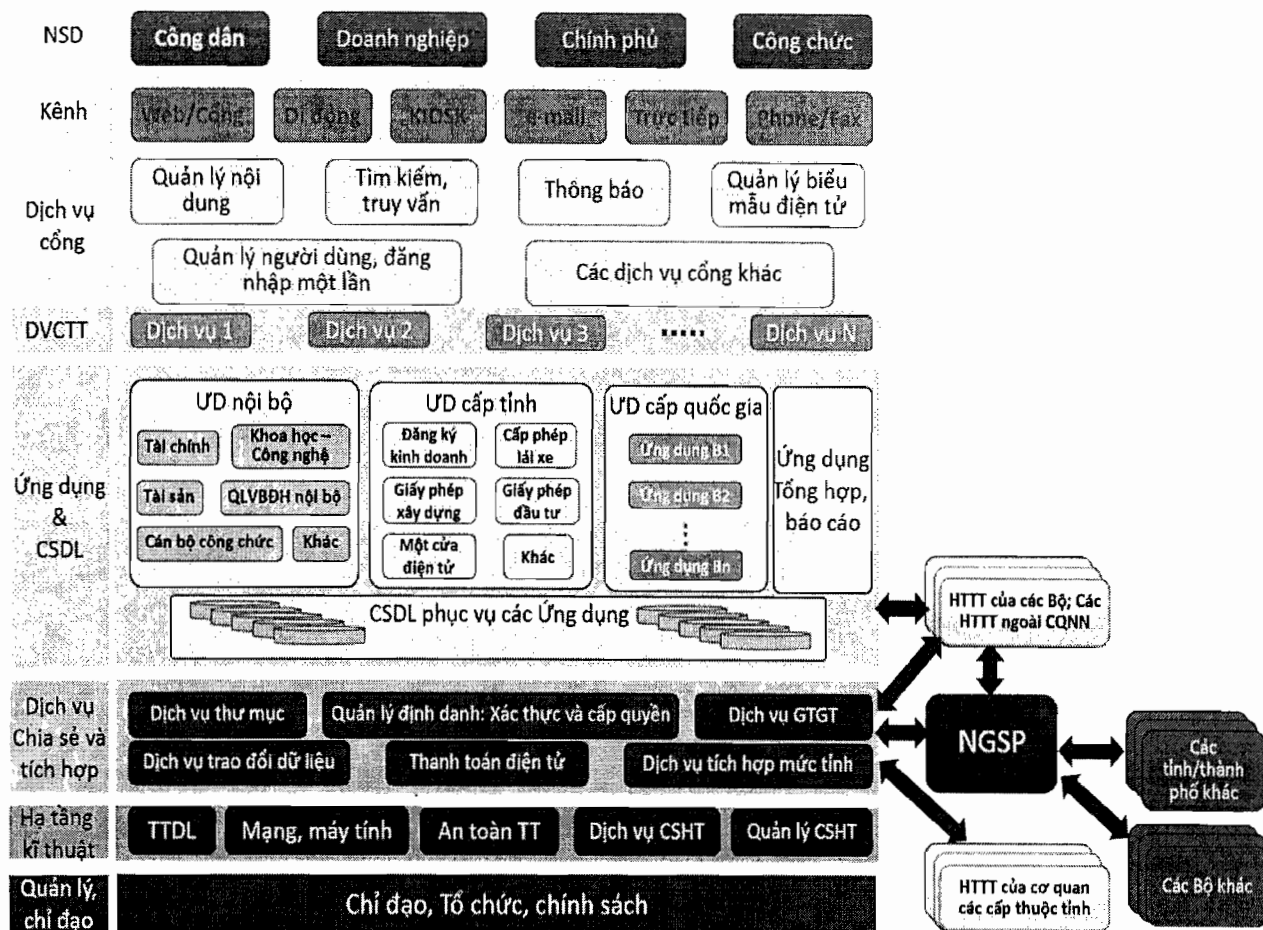 NSD
Công dân
Doanh nghiệp
Chính phủ
Công chức
Kênh
Web/Cổng
Di động
KIOSK
e-mail
Trực tiếp
Phone/Fax
Dịch vụ
cổng
Quản lý nội
dung
Tìm kiếm,
truy vấn
Thông báo
Quản lý biểu
mẫu điện tử
Quản lý người dùng, đăng
nhập một lần
Các dịch vụ cổng khác
DVCTT
Dịch vụ 1
Dịch vụ 2
Dịch vụ 3
.....
Dịch vụ N
Ứng dụng
&
CSDL
ƯD nội bộ
Tài chính
Khoa học –
Công nghệ
Tài sản
QLVBĐH nội bộ
Cán bộ công chức
Khác
ƯD cấp tỉnh
Đăng ký
kinh doanh
Cấp phép
lái xe
Giấy phép
xây dựng
Giấy phép
đầu tư
Một cửa
điện tử
Khác
ƯD cấp quốc gia
Ứng dụng B1
Ứng dụng B2
Ứng dụng Bn
Ứng dụng
Tổng hợp,
báo cáo
CSDL phục vụ các Ứng dụng
HTTT của các Bộ; Các
HTTT ngoài CQNN
Dịch vụ
Chia sẻ và
tích hợp
Dịch vụ thư mục
Quản lý định danh: Xác thực và cấp quyền
Dịch vụ GTGT
Dịch vụ trao đổi dữ liệu
Thanh toán điện tử
Dịch vụ tích hợp mức tỉnh
NGSP
Các
tỉnh/thành
phố khác
Hạ tầng
kĩ thuật
TTDL
Mạng, máy tính
An toàn TT
Dịch vụ CSHT
Quản lý CSHT
HTTT của cơ quan
các cấp thuộc tỉnh
Các Bộ khác
Quản lý,
chỉ đạo
Chỉ đạo, Tổ chức, chính sách